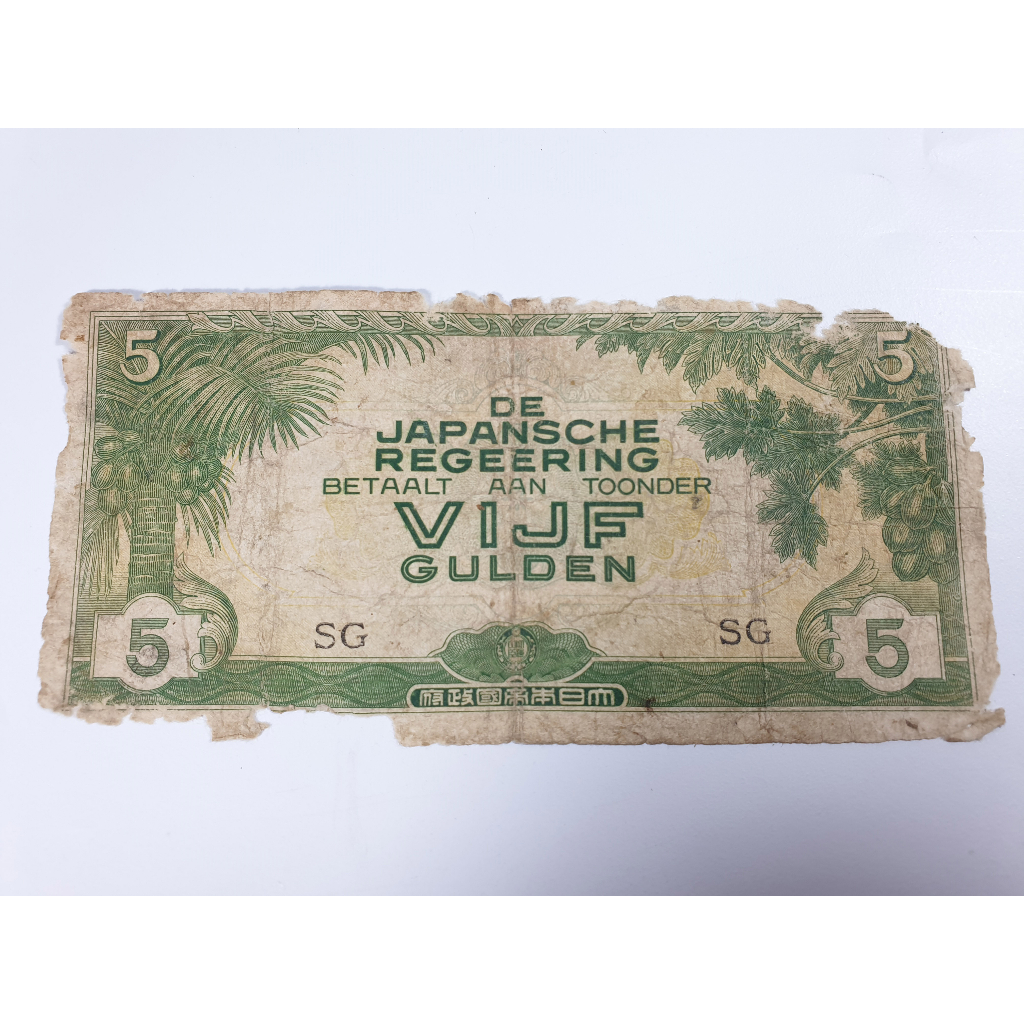 5 5
DE
JAPANSCHE
REGEERING
BETAALT AAN TOONDER
VIJF
GULDEN
SG SG
5 5
府政國帝本日大